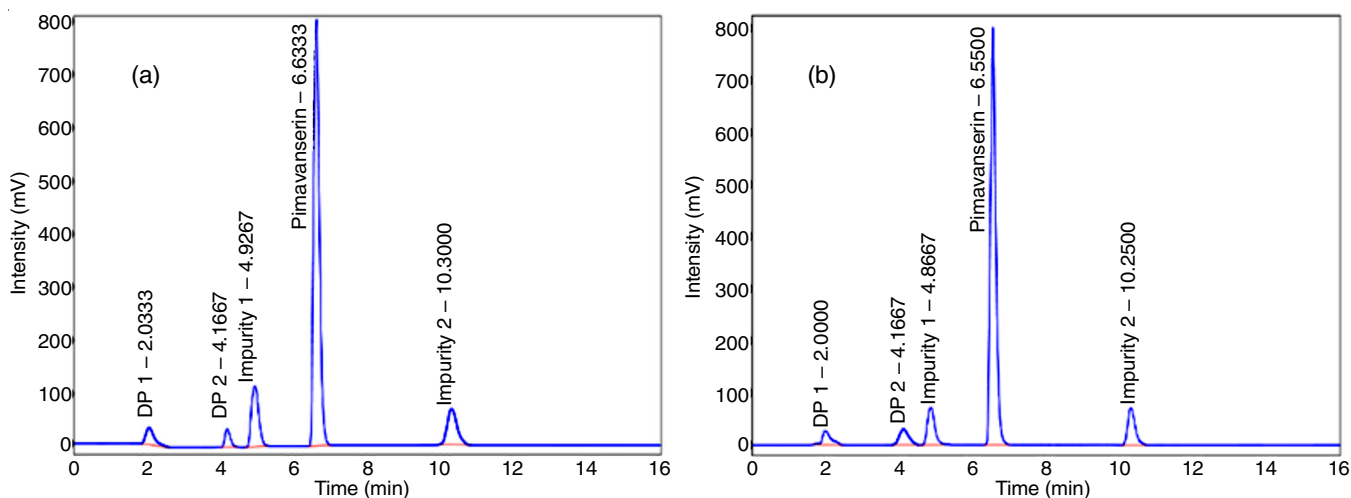 (a)
800
700
600
500
400
300
200
100
0
Intensity (mV)
DP 1 – 2.0333
DP 2 – 4.1667
Impurity 1 – 4.9267
Pimavanserin – 6.6333
Impurity 2 – 10.3000
0 2 4 6 8 10 12 14 16
Time (min)
(b)
800
700
600
500
400
300
200
100
0
Intensity (mV)
DP 1 – 2.0000
DP 2 – 4.1667
Impurity 1 – 4.8667
Pimavanserin – 6.5500
Impurity 2 – 10.2500
0 2 4 6 8 10 12 14 16
Time (min)